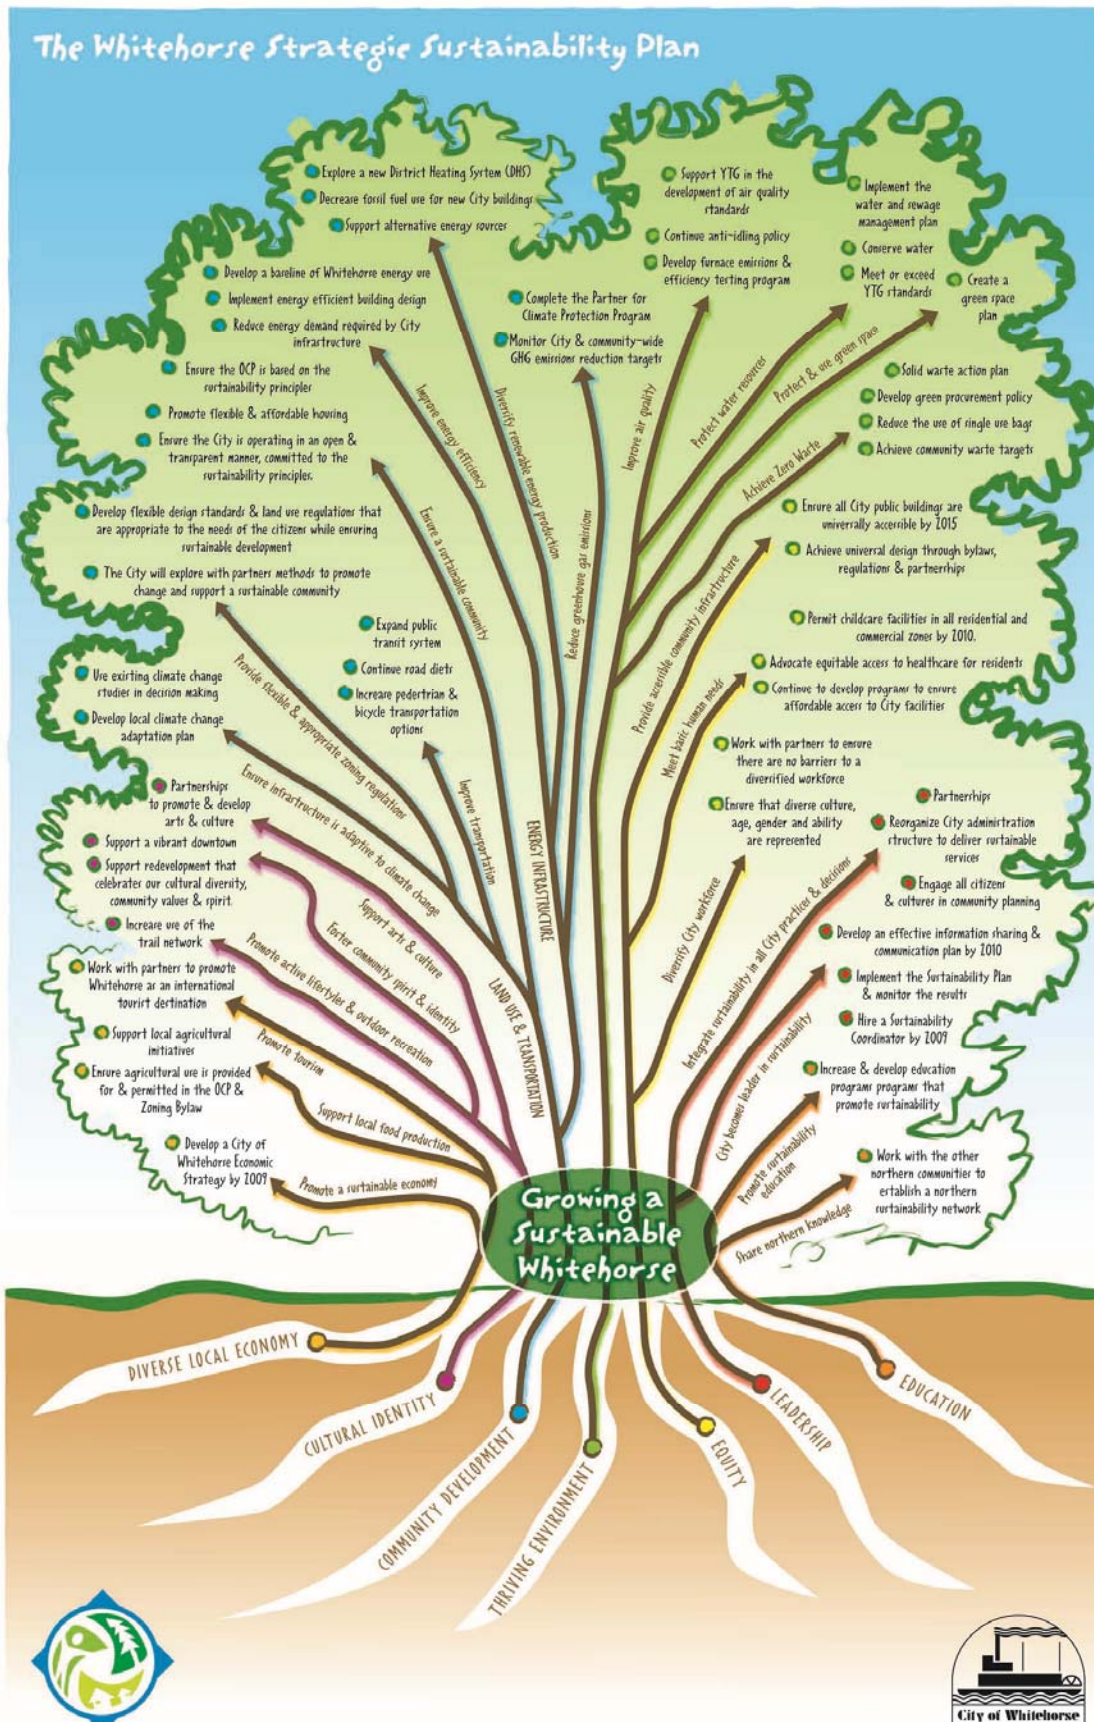 The Whitehorse Strategic Sustainability Plan
Explore a new District Heating System (DHS)
Decrease fossil fuel use for new City buildings
Support alternative energy sources
Support YTG in the
development of air quality
standards
Continue anti-idling policy
Develop furnace emissions &
efficiency testing program
Implement the
water and sewage
management plan
Conserve water
Meet or exceed
YTG standards
Create a
green space
plan
Develop a baseline of Whitehorse energy use
Implement energy efficient building design
Reduce energy demand required by City
infrastructure
Complete the Partner for
Climate Protection Program
Monitor City & community-wide
GHG emissions reduction targets
Ensure the OCP is based on the
sustainability principles
Promote flexible & affordable housing
Ensure the City is operating in an open &
transparent manner, committed to the
sustainability principles.
Solid waste action plan
Develop green procurement policy
Reduce the use of single use bags
Achieve community waste targets
Improve energy efficiency
Diversify renewable energy production
Reduce greenhouse gas emissions
Improve air quality
Protect water resources
Protect & use green space
Achieve Zero Waste
Develop flexible design standards & land use regulations that
are appropriate to the needs of the citizens while ensuring
sustainable development
The City will explore with partners methods to promote
change and support a sustainable community
Ensure a sustainable community
Ensure all City public buildings are
universally accessible by 2015
Achieve universal design through bylaws,
regulations & partnerships
Provide accessible community infrastructure
Expand public
transit system
Continue road diets
Increase pedestrian &
bicycle transportation
options
Permit childcare facilities in all residential and
commercial zones by 2010.
Advocate equitable access to healthcare for residents
Continue to develop programs to ensure
affordable access to City facilities
Meet basic human needs
Use existing climate change
studies in decision making
Develop local climate change
adaptation plan
Provide flexible & appropriate zoning regulations
Ensure infrastructure is adaptive to climate change
Improve transportation
ENERGY INFRASTRUCTURE
LAND USE & TRANSPORTATION
Work with partners to ensure
there are no barriers to a
diversified workforce
Ensure that diverse culture,
age, gender and ability
are represented
Diversify City workforce
Partnerships
to promote & develop
arts & culture
Support a vibrant downtown
Support redevelopment that
celebrates our cultural diversity,
community values & spirit.
Increase use of the
trail network
Support arts & culture
Foster community spirit & identity
Promote active lifestyles & outdoor recreation
Partnerships
Reorganize City administration
structure to deliver sustainable
services
Engage all citizens
& cultures in community planning
Develop an effective information sharing &
communication plan by 2010
Implement the Sustainability Plan
& monitor the results
Hire a Sustainability
Coordinator by 2009
Integrate sustainability in all City practices & decisions
City becomes leader in sustainability
Work with partners to promote
Whitehorse as an international
tourist destination
Support local agricultural
initiatives
Ensure agricultural use is provided
for & permitted in the OCP &
Zoning Bylaw
Develop a City of
Whitehorse Economic
Strategy by 2009
Promote tourism
Support local food production
Promote a sustainable economy
Increase & develop education
programs programs that
promote sustainability
Work with the other
northern communities to
establish a northern
sustainability network
Promote sustainability
education
Share northern knowledge
Growing a
Sustainable
Whitehorse
DIVERSE LOCAL ECONOMY
CULTURAL IDENTITY
COMMUNITY DEVELOPMENT
THRIVING ENVIRONMENT
EQUITY
LEADERSHIP
EDUCATION
City of Whitehorse